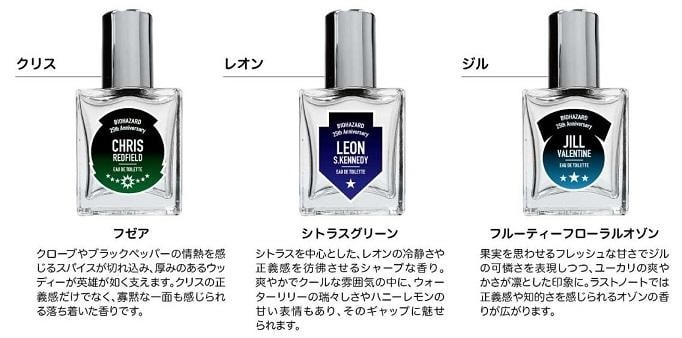 クリス
BIOHAZARD
25th Anniversary
CHRIS
REDFIELD
EAU DE TOILETTE
フゼア
クローブやブラックペッパーの情熱を感
じるスパイスが切れ込み、厚みのあるウッ
ディーが英雄が如く支えます。クリスの正
義感だけでなく、寡黙な一面も感じられ
る落ち着いた香りです。
レオン
BIOHAZARD
25th Anniversary
LEON
S.KENNEDY
EAU DE TOILETTE
シトラスグリーン
シトラスを中心とした、レオンの冷静さや
正義感を彷彿させるシャープな香り。
爽やかでクールな雰囲気の中に、ウォー
ターリリーの瑞々しさやハニーレモンの
甘い表情もあり、そのギャップに魅せ
られます。
ジル
BIOHAZARD
25th Anniversary
JILL
VALENTINE
EAU DE TOILETTE
フルーティーフローラルオゾン
果実を思わせるフレッシュな甘さでジル
の可憐さを表現しつつ、ユーカリの爽や
かさが凛とした印象に。ラストノートでは
正義感や知的さを感じられるオゾンの香
りが広がります。